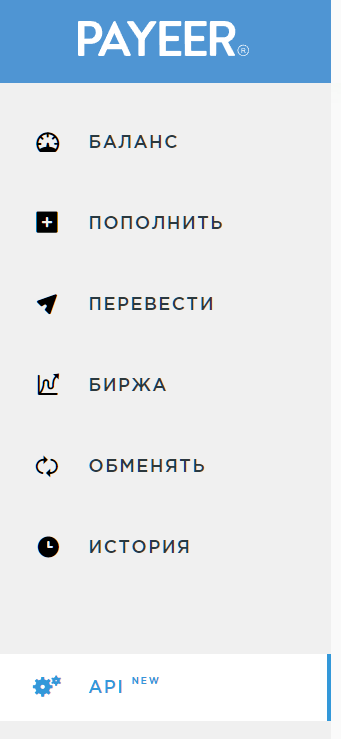 PAYEER®
БАЛАНС
ПОПОЛНИТЬ
ПЕРЕВЕСТИ
БИРЖА
ОБМЕНЯТЬ
ИСТОРИЯ
API NEW